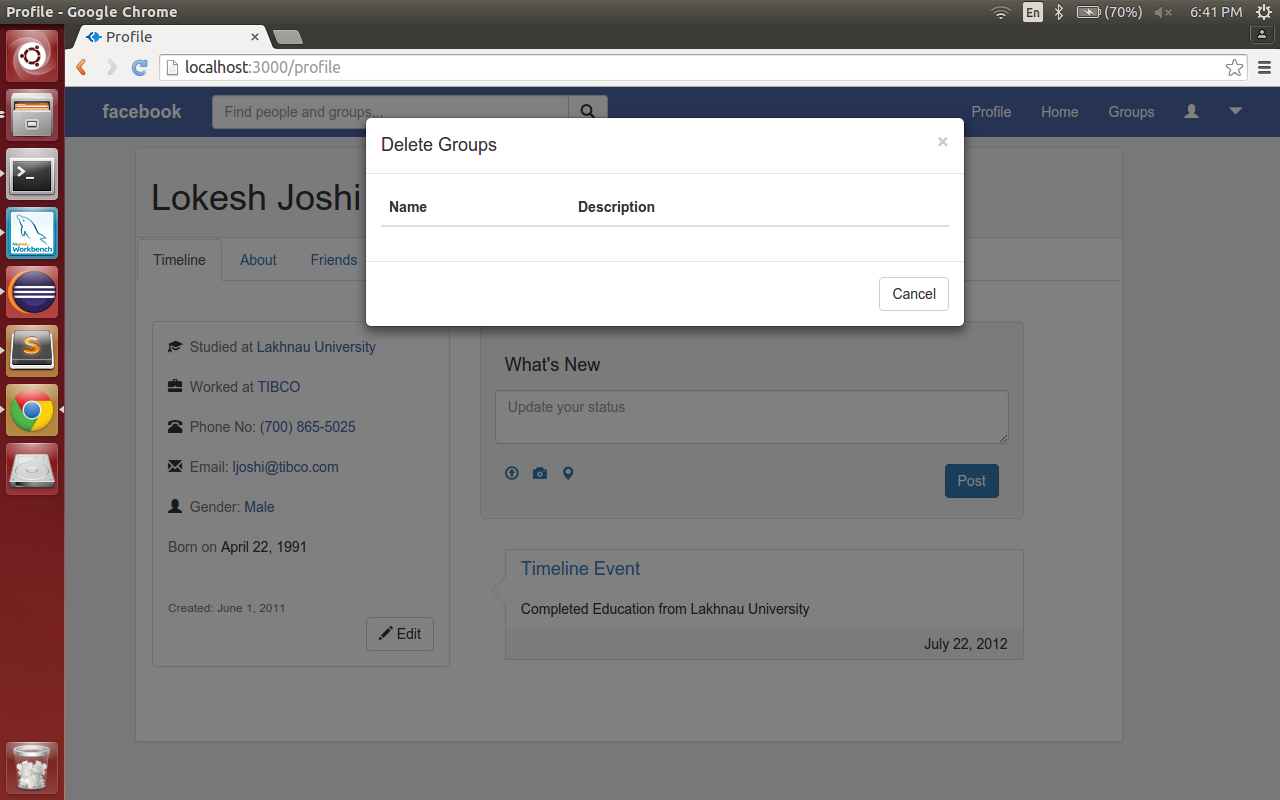 Profile - Google Chrome
En (70%) 6:41 PM
Profile ×
localhost:3000/profile
facebook Find people and groups... Profile Home Groups
Delete Groups ×
Lokesh Joshi
Name Description
Timeline About Friends
Cancel
Studied at Lakhnau University
Worked at TIBCO
Phone No: (700) 865-5025
Email: ljoshi@tibco.com
Gender: Male
Born on April 22, 1991
Created: June 1, 2011
Edit
What's New
Update your status
Post
Timeline Event
Completed Education from Lakhnau University
July 22, 2012
Workbench
S